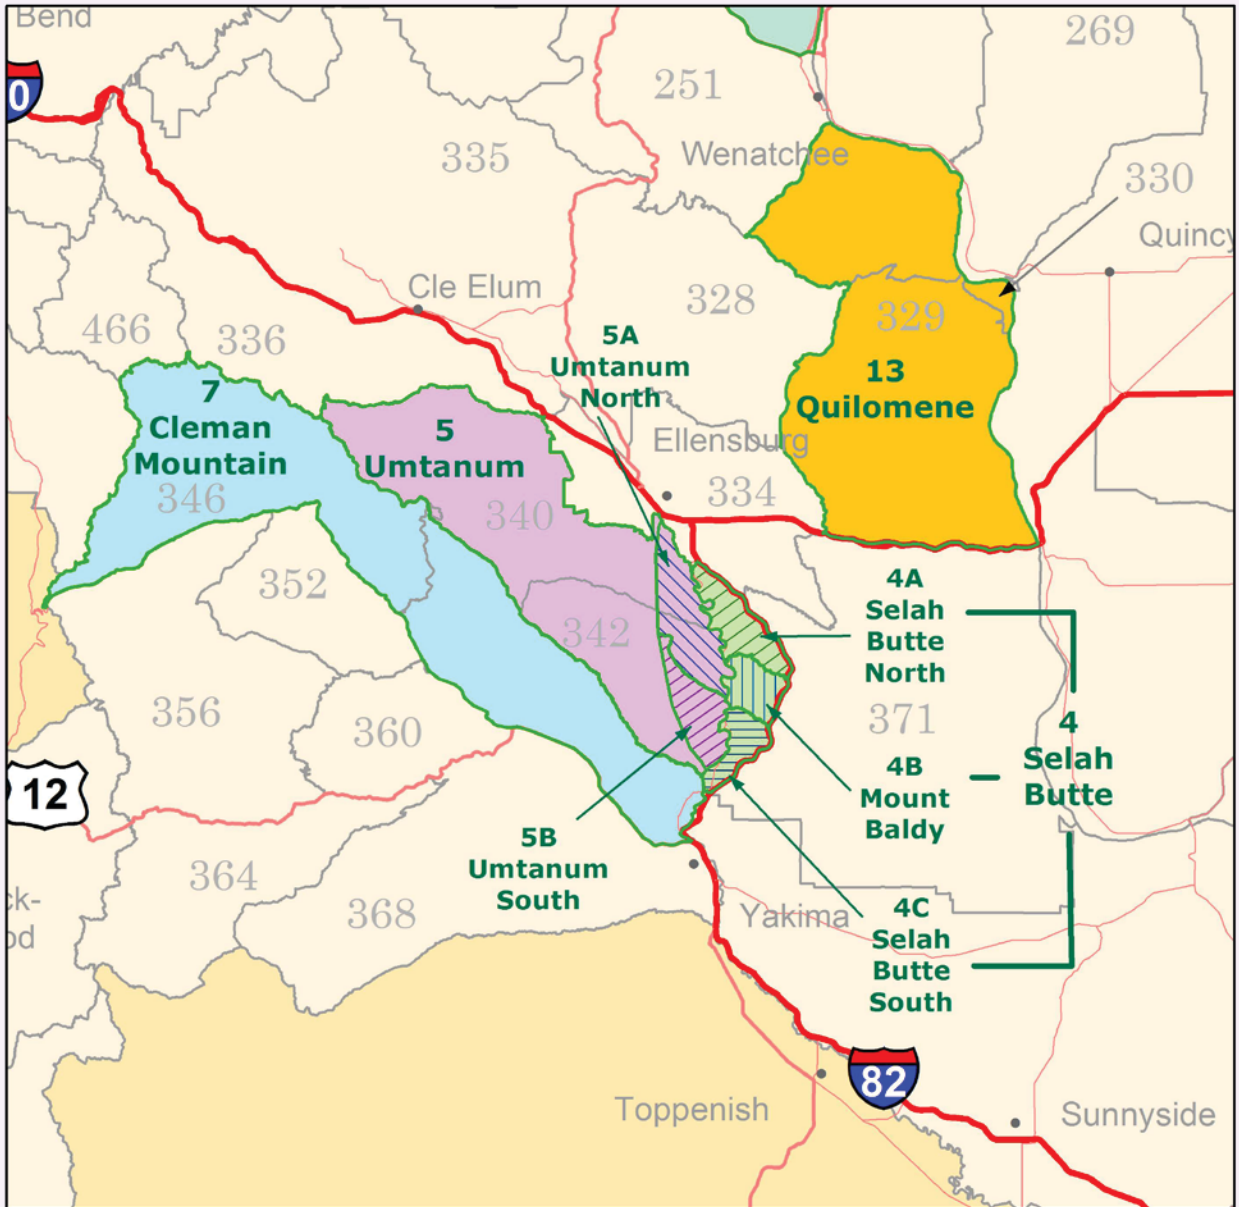 Bend
269
251
0
335
Wenatchee
330
Quincy
Cle Elum
328
329
466
336
5A
Umtanum
North
13
Quilomene
7
Cleman
Mountain
5
Umtanum
Ellensburg
346
340
334
352
342
4A
Selah
Butte
North
356
360
371
4
Selah
Butte
4B
Mount
Baldy
12
5B
Umtanum
South
364
368
Yakima
4C
Selah
Butte
South
ck-
od
82
Toppenish
Sunnyside